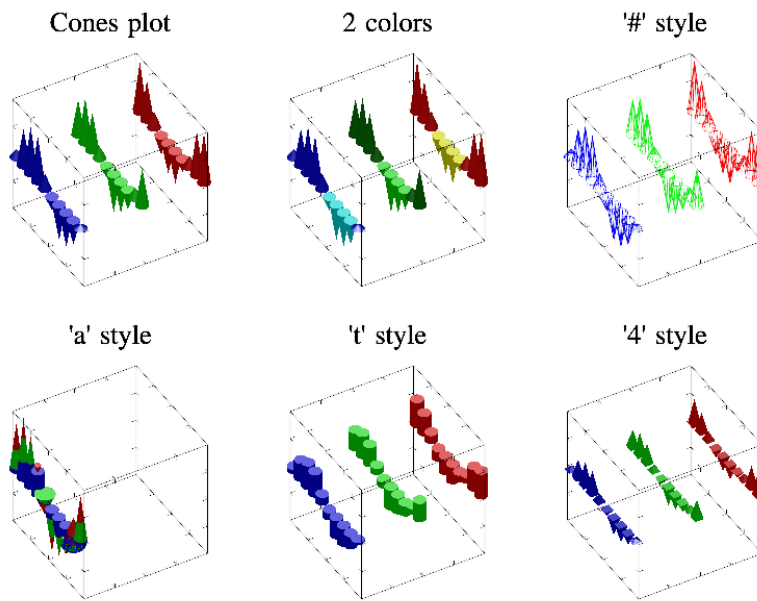 Cones plot
2 colors
'#' style
'a' style
't' style
'4' style